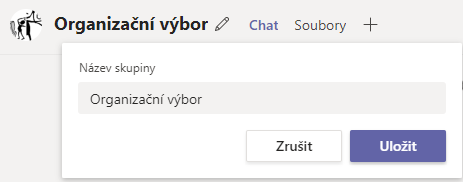 Organizační výbor Chat Soubory
Název skupiny
Organizační výbor
Zrušit Uložit